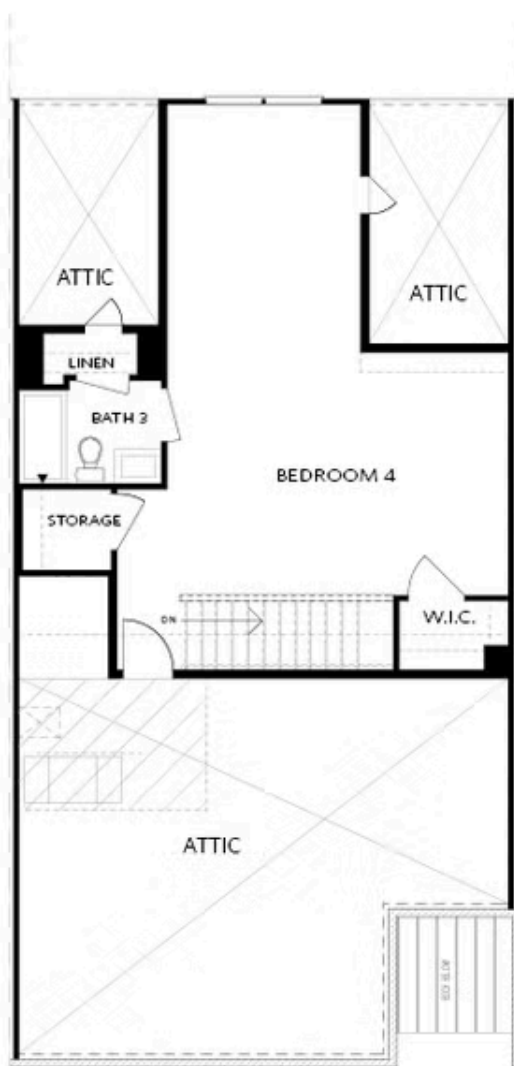 ATTIC
ATTIC
LINEN
BATH 3
BEDROOM 4
STORAGE
DN
W.I.C.
ATTIC